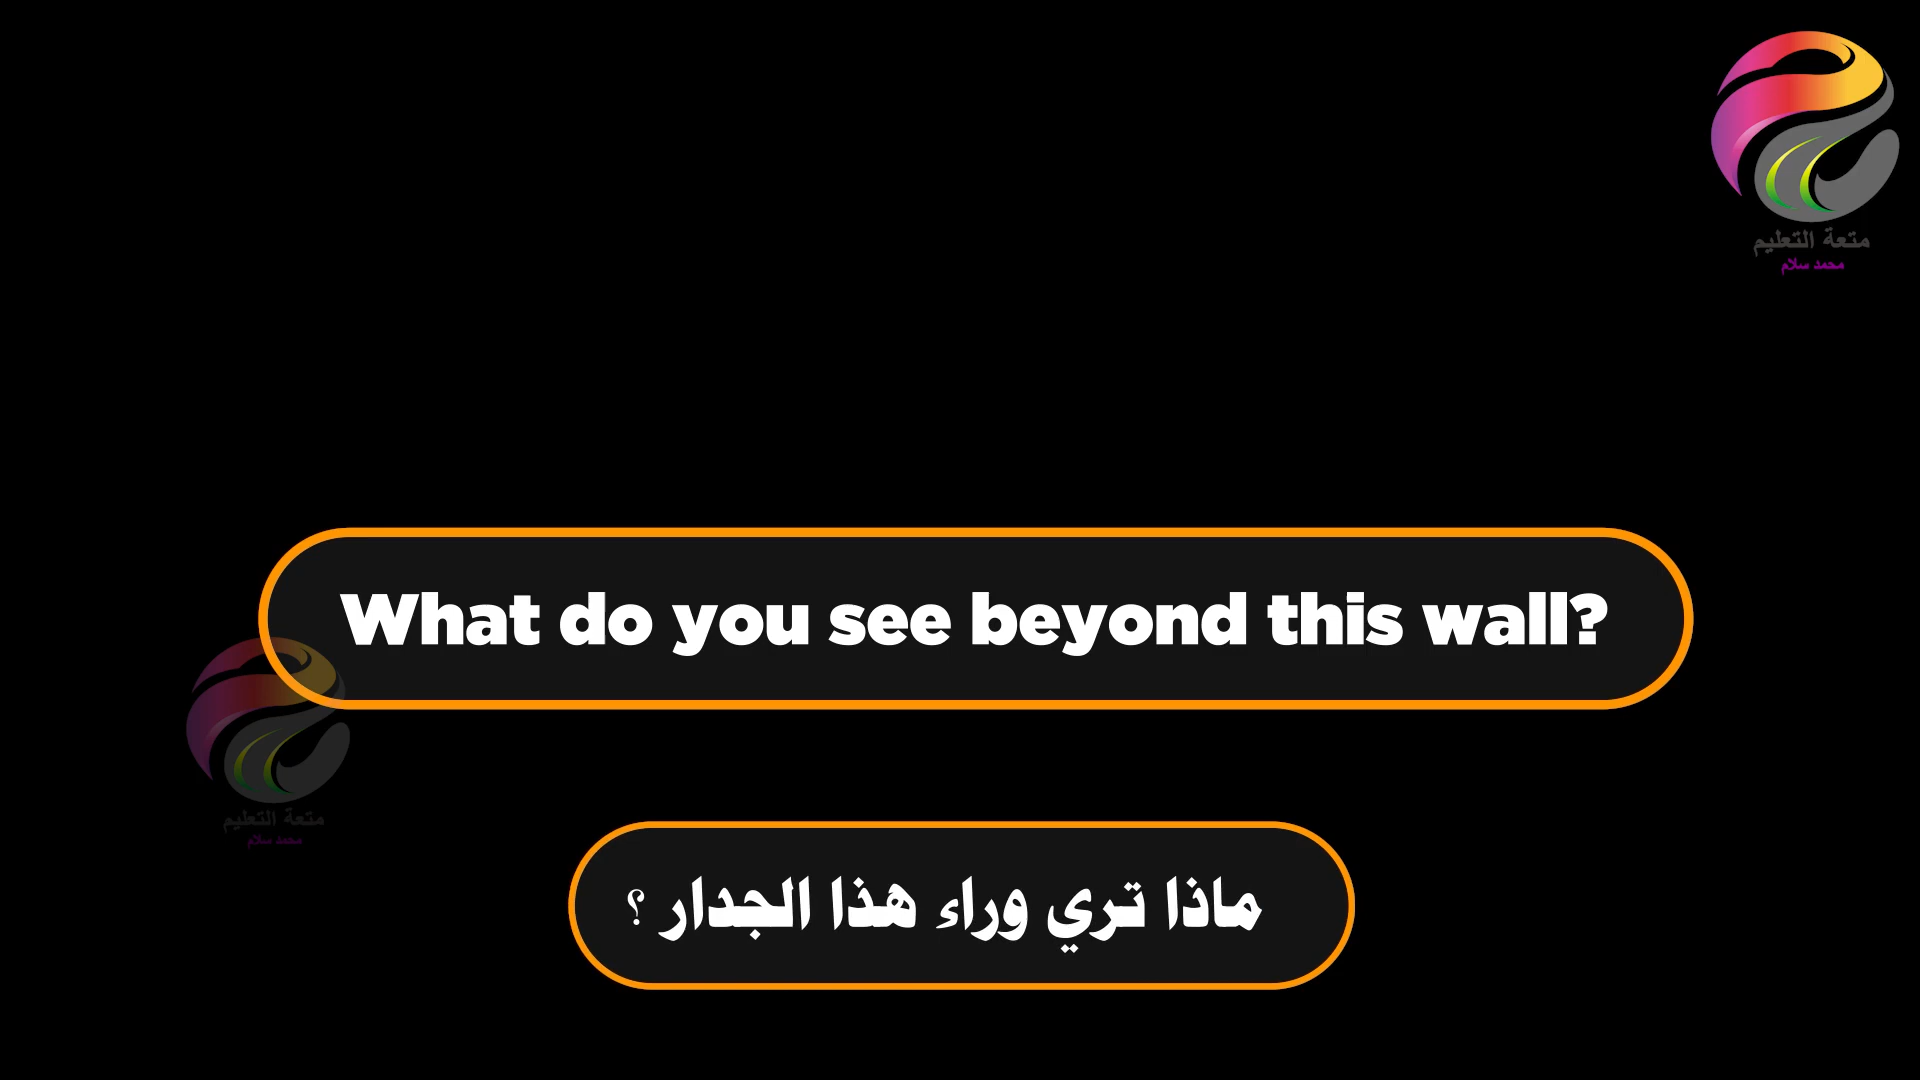 متعة التعليم
محمد سلام
What do you see beyond this wall?
متعة التعليم
محمد سلام
ماذا تري وراء هذا الجدار ؟